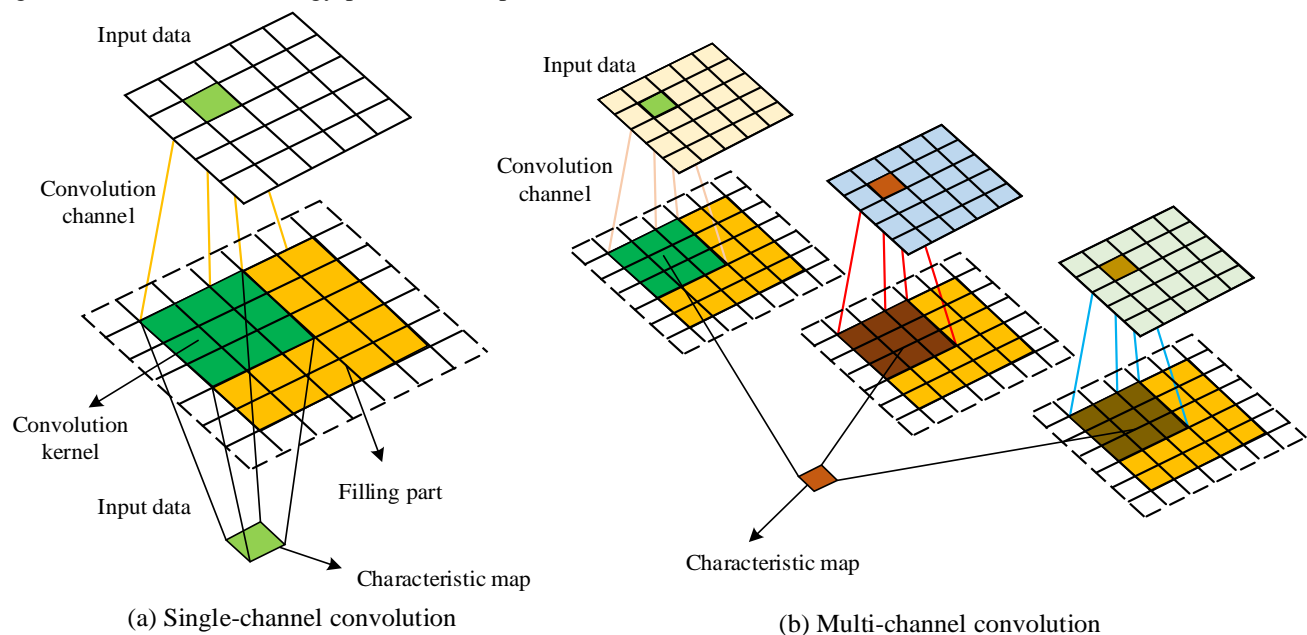 Input data
Convolution
channel
Convolution
kernel
Filling part
Input data
Characteristic map
(a) Single-channel convolution
Input data
Convolution
channel
Characteristic map
(b) Multi-channel convolution